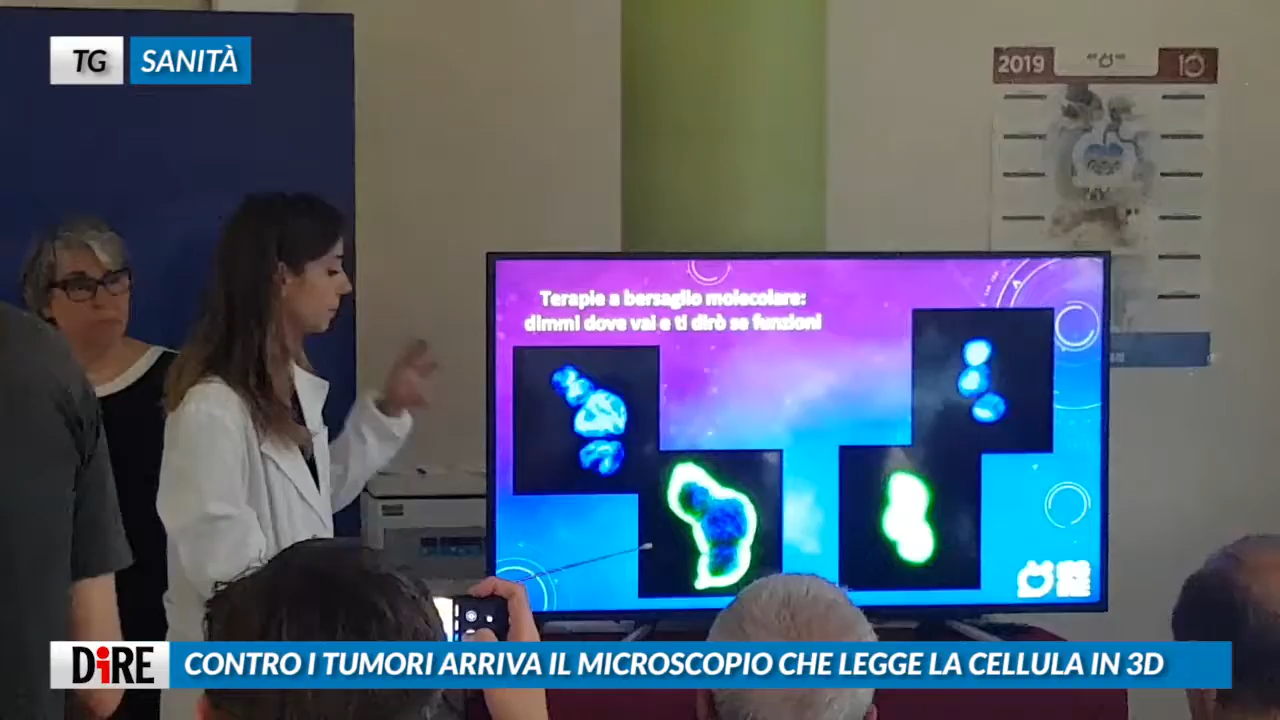 TG SANITÀ
2019
10
Terapie a bersaglio molecolare:
dimmi dove vai e ti dirò se funzioni
DiRE CONTRO I TUMORI ARRIVA IL MICROSCOPIO CHE LEGGE LA CELLULA IN 3D